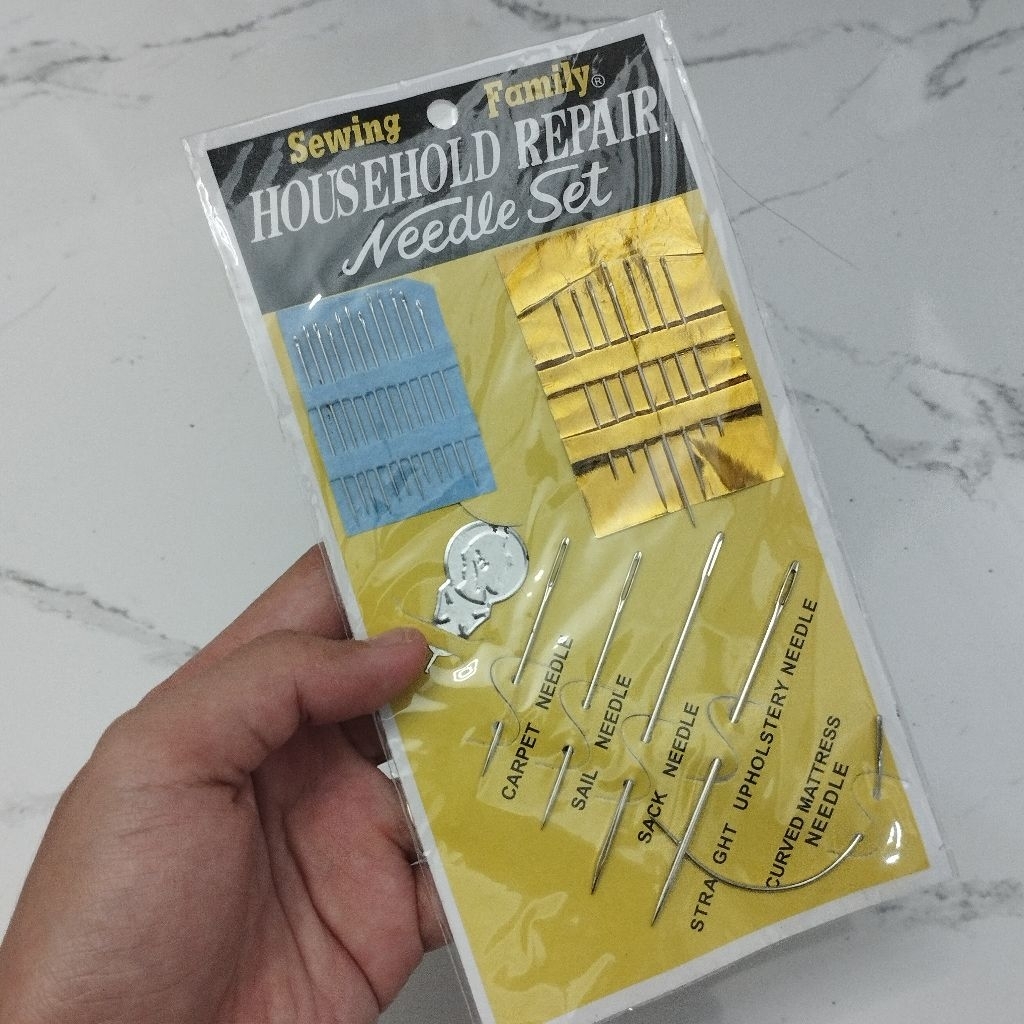 Sewing Family®
HOUSEHOLD REPAIR
Needle Set
CARPET NEEDLE
SAIL NEEDLE
SACK NEEDLE
STRAIGHT UPHOLSTERY NEEDLE
CURVED MATTRESS
NEEDLE